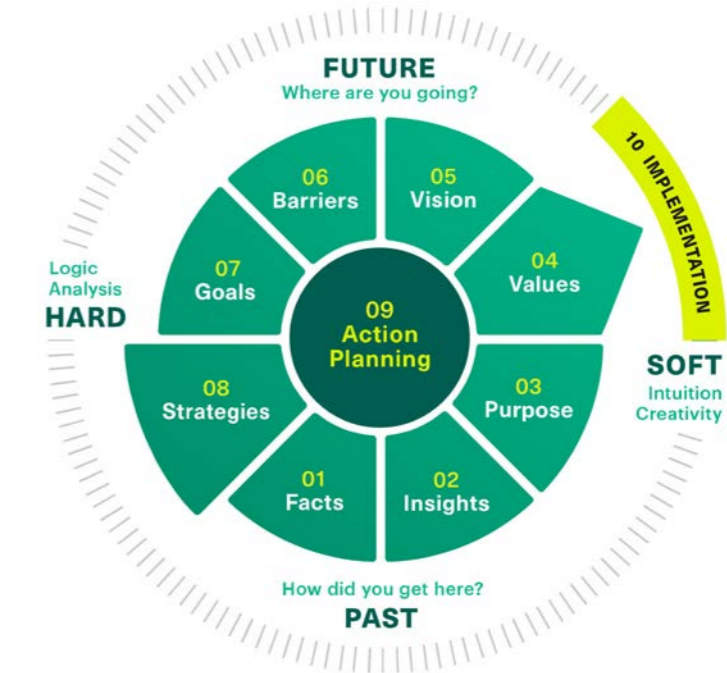 FUTURE
Where are you going?
10 IMPLEMENTATION
06
Barriers
05
Vision
07
Goals
04
Values
Logic
Analysis
HARD
09
Action
Planning
SOFT
Intuition
Creativity
08
Strategies
03
Purpose
01
Facts
02
Insights
How did you get here?
PAST